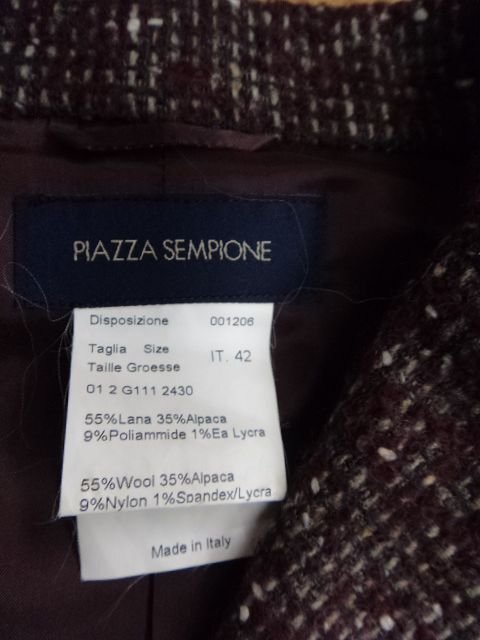 PIAZZA SEMPIONE
Disposizione 001206
Taglia Size IT. 42
Taille Groesse
01 2 G111 2430
55%Lana 35%Alpaca
9%Poliammide 1%Ea Lycra
55%Wool 35%Alpaca
9%Nylon 1%Spandex/Lycra
Made in Italy